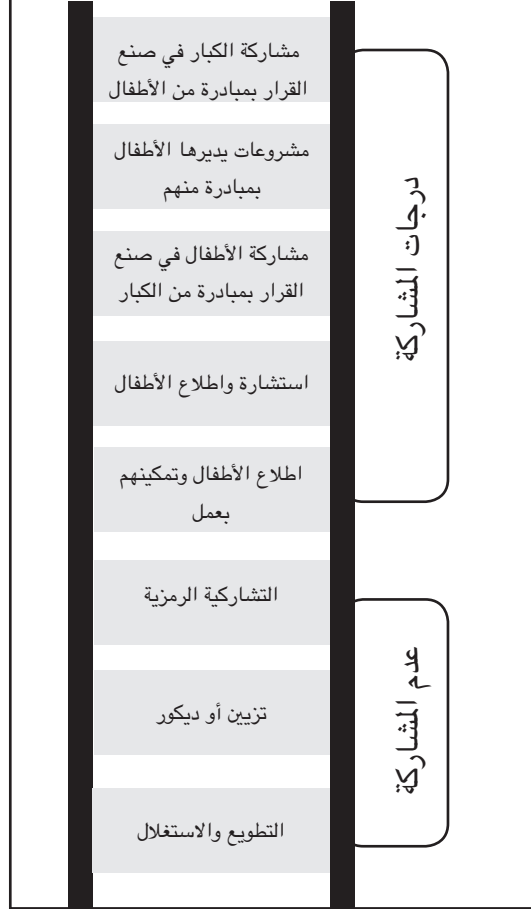 مشاركة الكبار في صنع
القرار بمبادرة من الأطفال
مشروعات يديرها الأطفال
بمبادرة منهم
مشاركة الأطفال في صنع
القرار بمبادرة من الكبار
استشارة واطلاع الأطفال
اطلاع الأطفال وتمكينهم
بعمل
درجات المشاركة
التشاركية الرمزية
تزيين أو ديكور
التطويع والاستغلال
عدم المشاركة